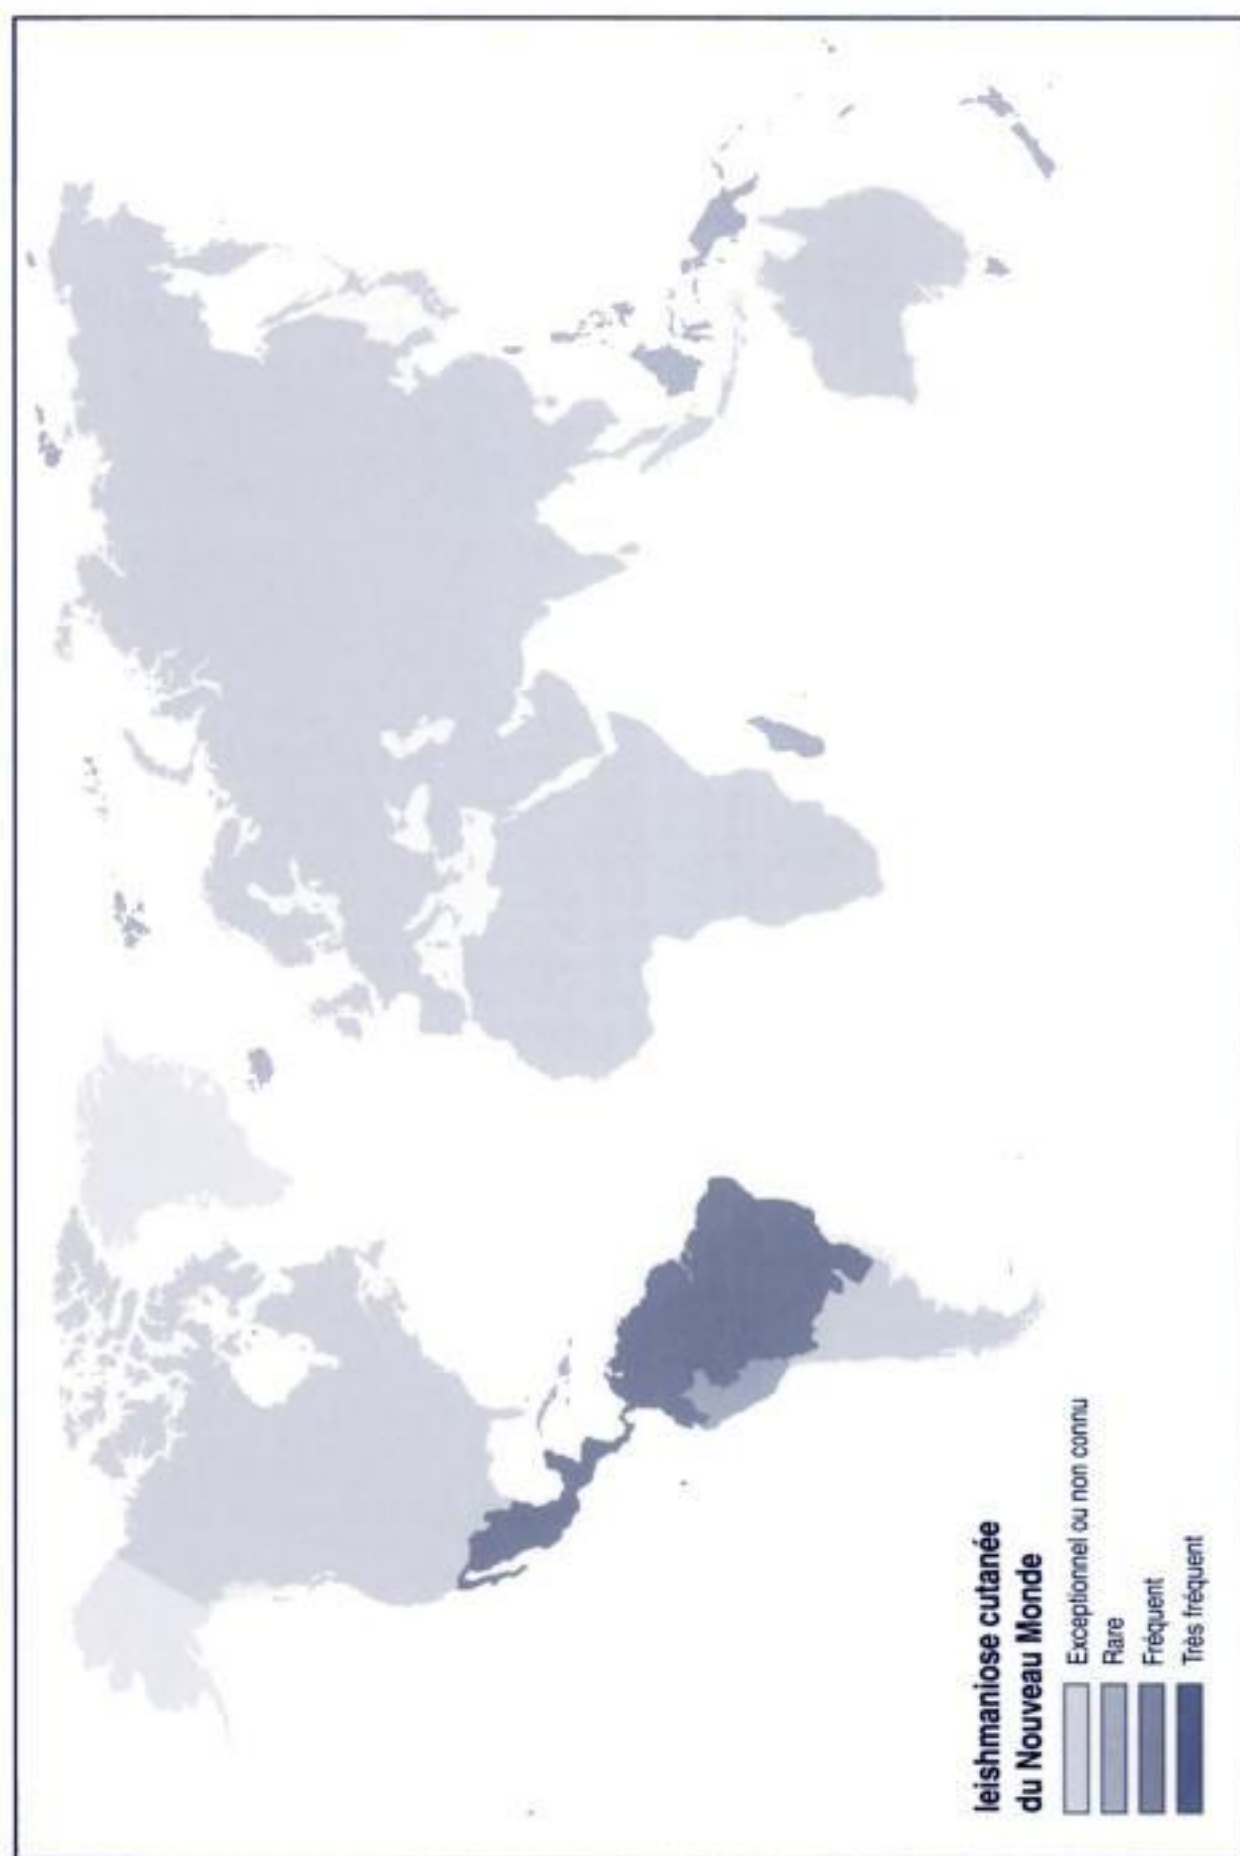 leishmaniose cutanée
du Nouveau Monde
Exceptionnel ou non connu
Rare
Fréquent
Très fréquent